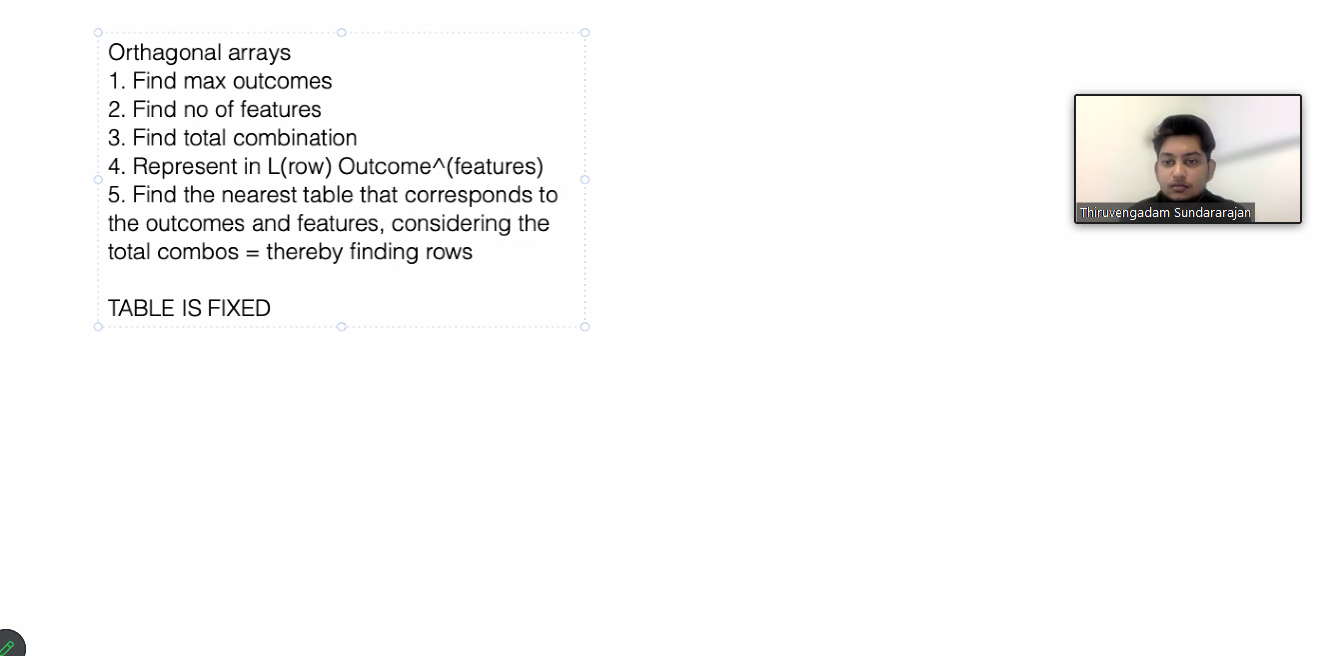 Orthagonal arrays
1. Find max outcomes
2. Find no of features
3. Find total combination
4. Represent in L(row) Outcome^(features)
5. Find the nearest table that corresponds to
the outcomes and features, considering the
total combos = thereby finding rows
TABLE IS FIXED
Thiruvengadam Sundararajan